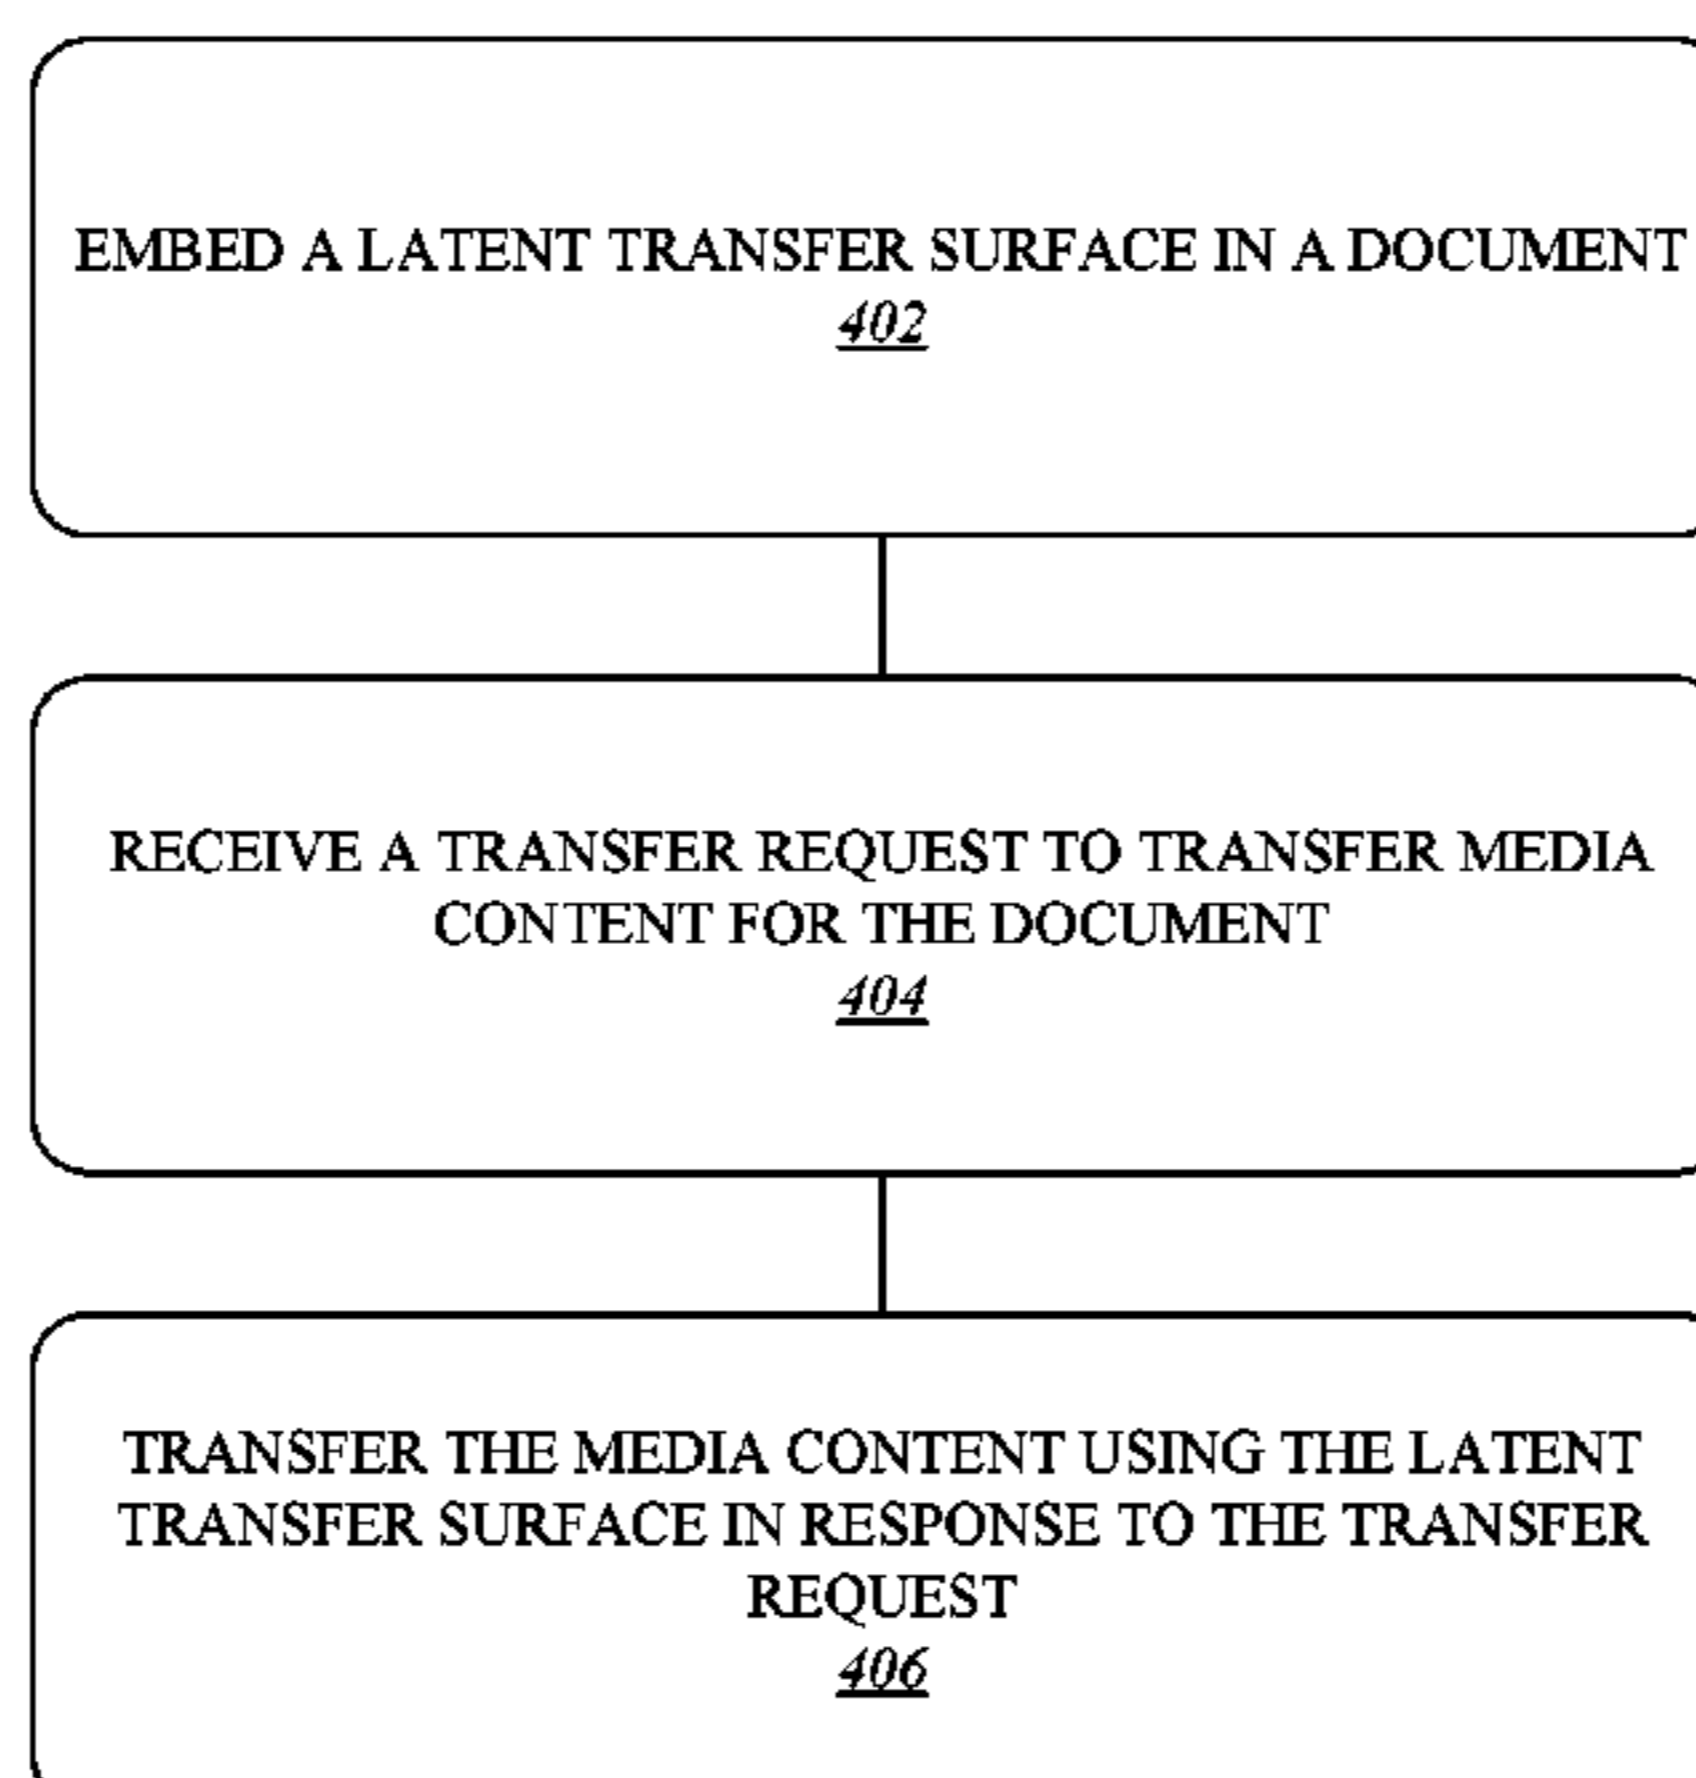 EMBED A LATENT TRANSFER SURFACE IN A DOCUMENT
402
RECEIVE A TRANSFER REQUEST TO TRANSFER MEDIA
CONTENT FOR THE DOCUMENT
404
TRANSFER THE MEDIA CONTENT USING THE LATENT
TRANSFER SURFACE IN RESPONSE TO THE TRANSFER
REQUEST
406